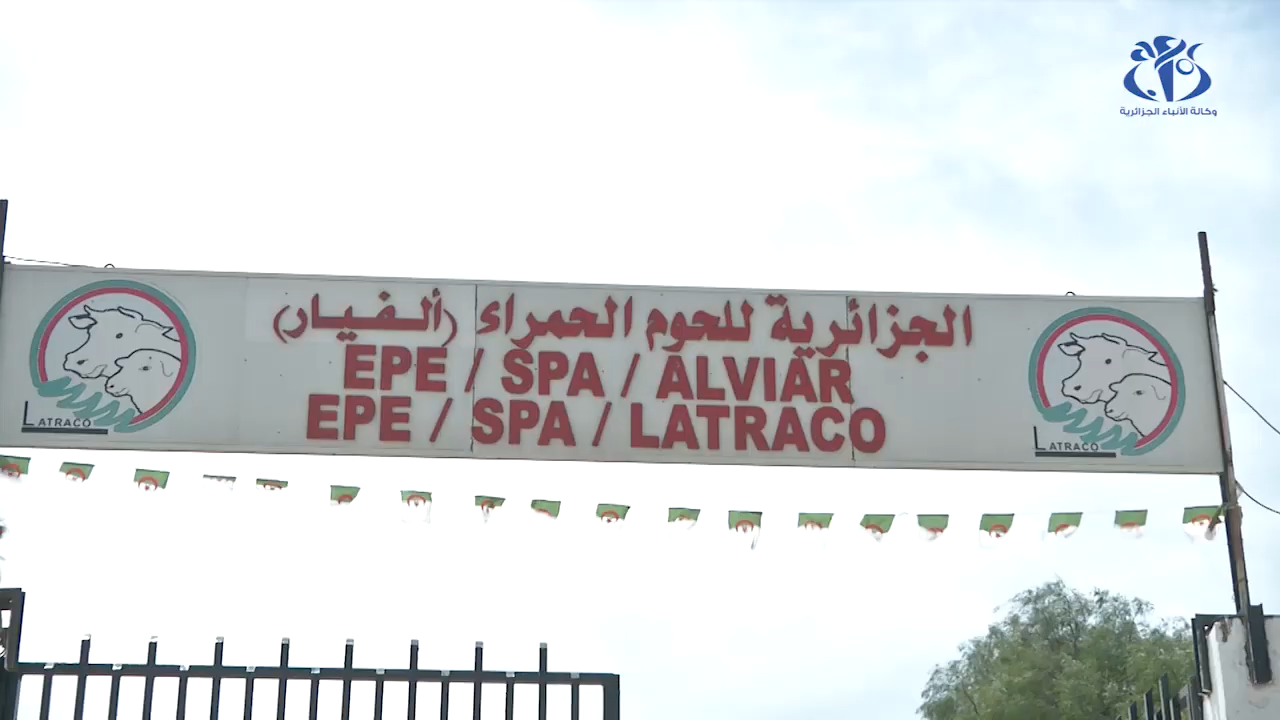 وكالة الأنباء الجزائرية
الجزائرية للحوم الحمراء (ألفيار)
EPE / SPA / ALVIAR
EPE / SPA / LATRACO
LATRACO
LATRACO